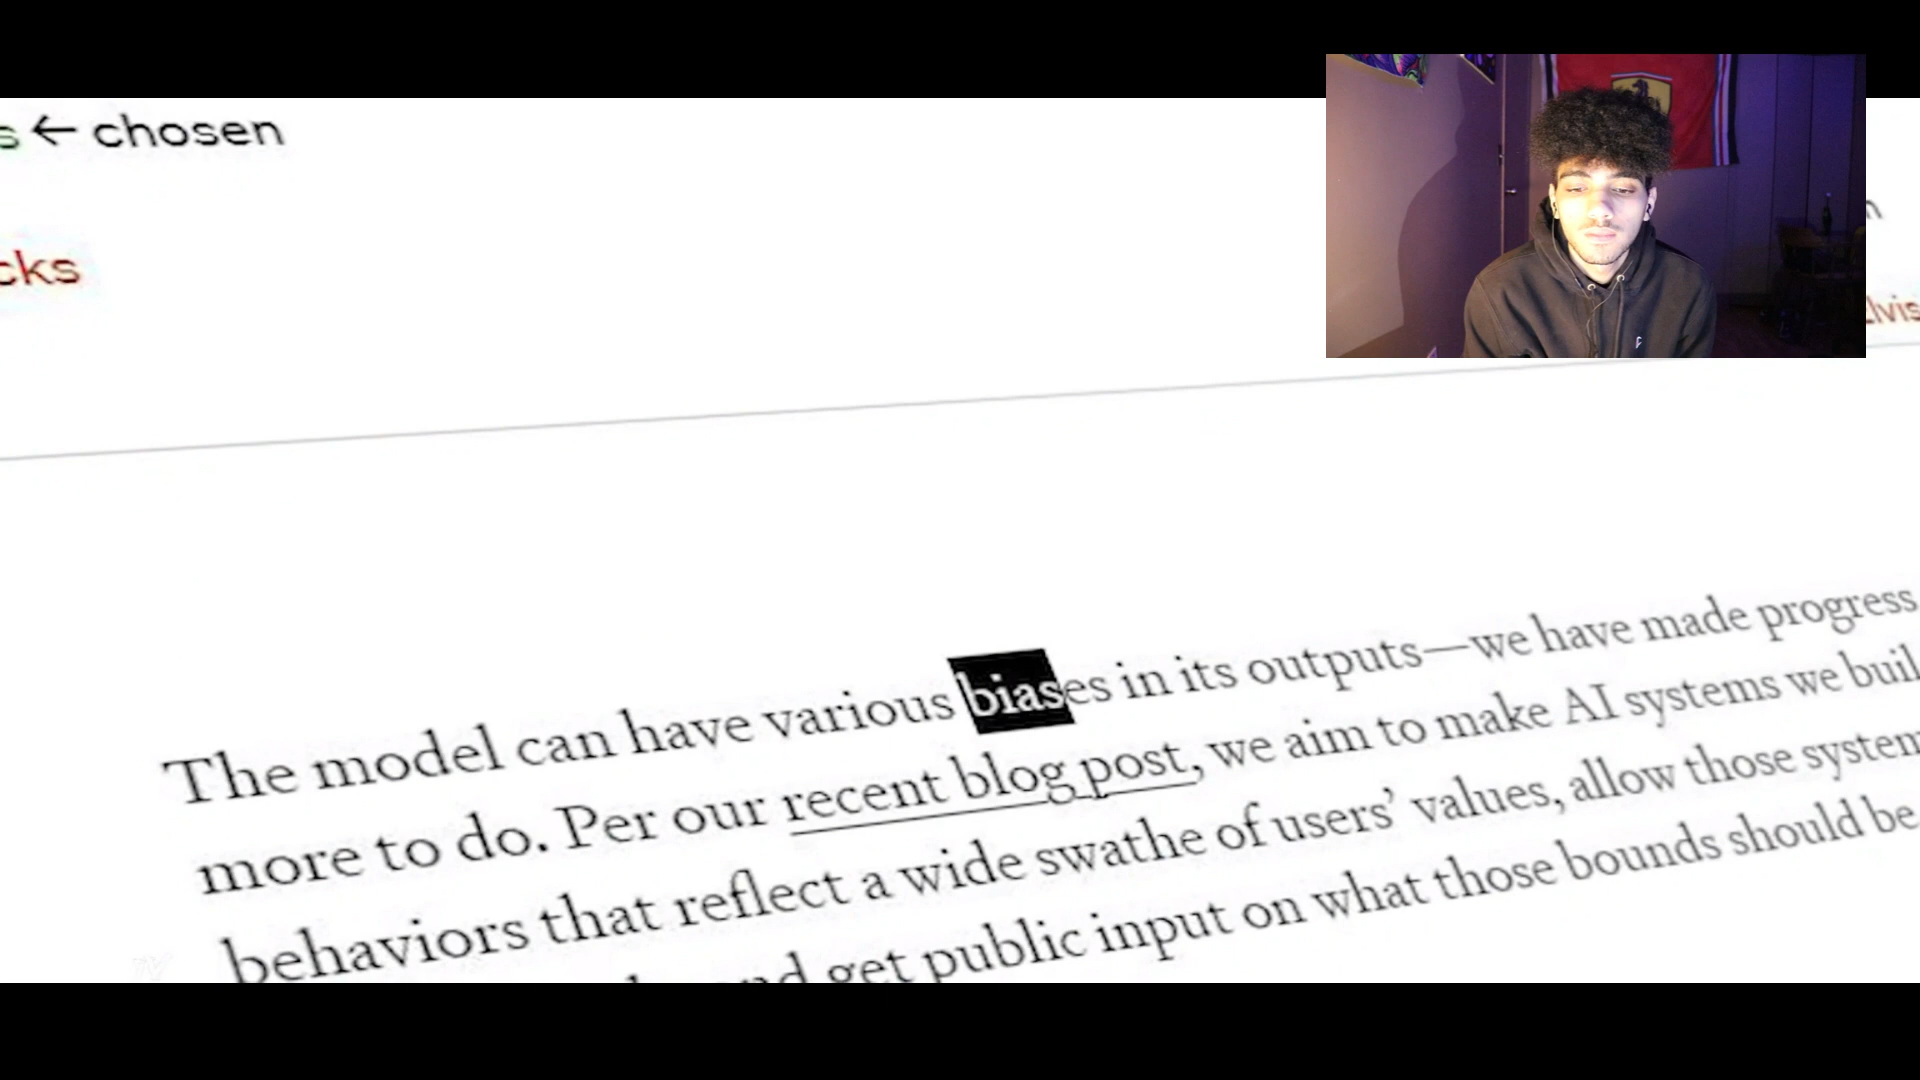 s ← chosen
cks
n
Elvis
The model can have various biases in its outputs—we have made progress
more to do. Per our recent blog post, we aim to make AI systems we buil
behaviors that reflect a wide swathe of users’ values, allow those system
and get public input on what those bounds should be